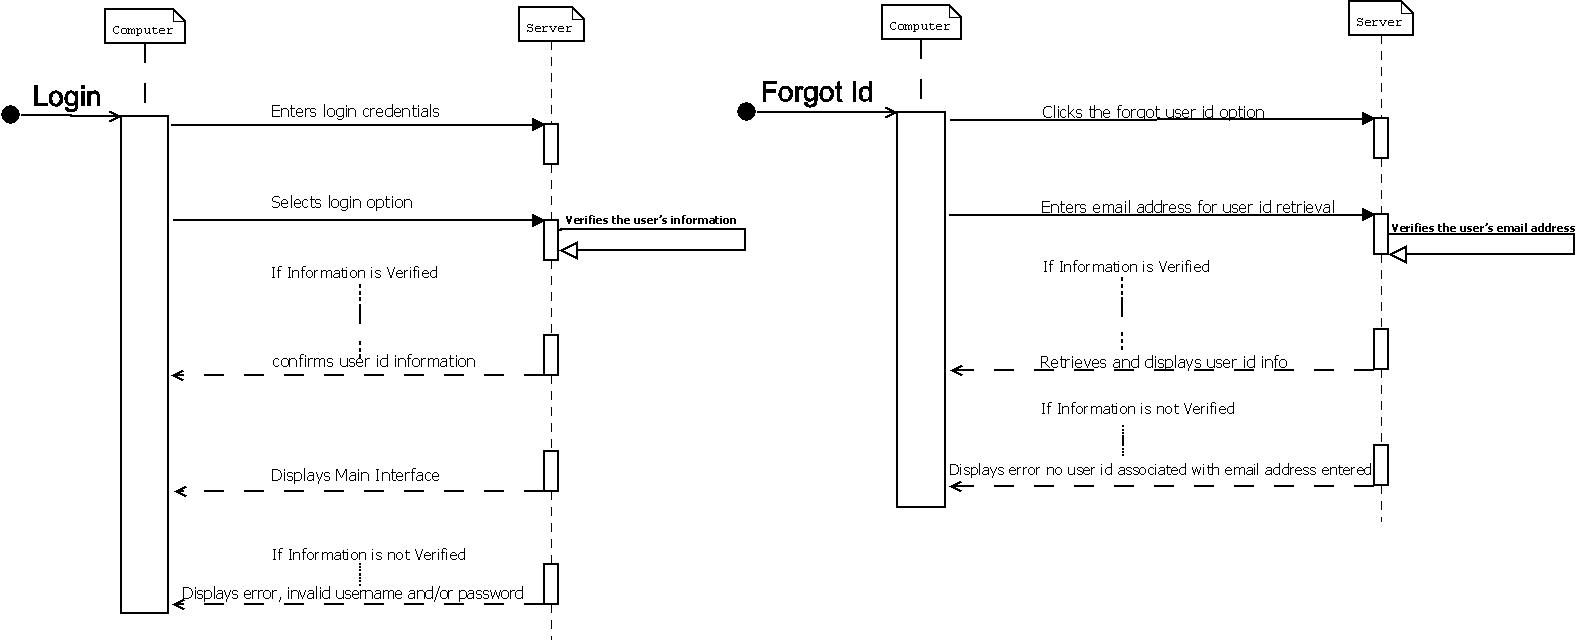 Computer
Server
Login
Enters login credentials
Selects login option
Verifies the user's information
If Information is Verified
confirms user id information
Displays Main Interface
If Information is not Verified
Displays error, invalid username and/or password
Computer
Server
Forgot Id
Clicks the forgot user id option
Enters email address for user id retrieval
Verifies the user's email address
If Information is Verified
Retrieves and displays user id info
If Information is not Verified
Displays error no user id associated with email address entered